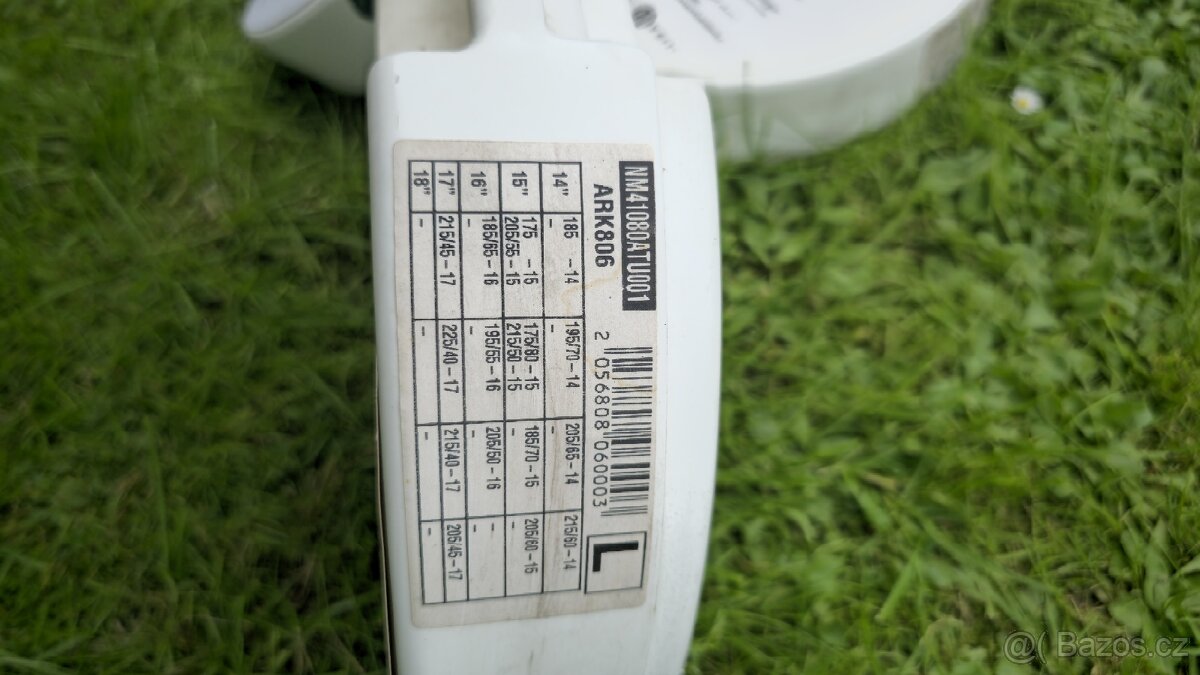 NM41080ATU001
ARK806
2 056808 060003
L
14" 185 -14 195/70-14 205/65-14 215/60-14
- - -
15" 175 -15 175/80-15 185/70-15 205/60-15
205/55-15 215/50-15 - -
16" 185/65-16 195/55-16 205/50-16 -
- - - -
17" 215/45-17 225/40-17 215/40-17 205/45-17
18" - - - -
@( Bazos.cz